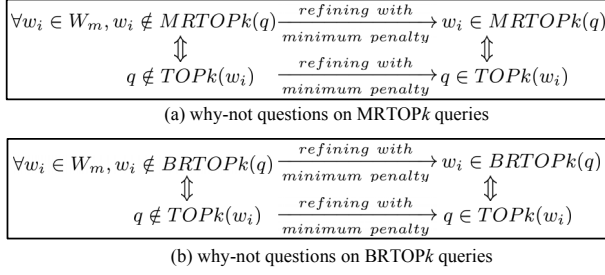 ∀w_i ∈ W_m, w_i ∉ MRTOPk(q) refining with minimum penalty w_i ∈ MRTOPk(q)
⇕ ⇕
q ∉ TOPk(w_i) refining with minimum penalty q ∈ TOPk(w_i)
(a) why-not questions on MRTOPk queries
∀w_i ∈ W_m, w_i ∉ BRTOPk(q) refining with minimum penalty w_i ∈ BRTOPk(q)
⇕ ⇕
q ∉ TOPk(w_i) refining with minimum penalty q ∈ TOPk(w_i)
(b) why-not questions on BRTOPk queries